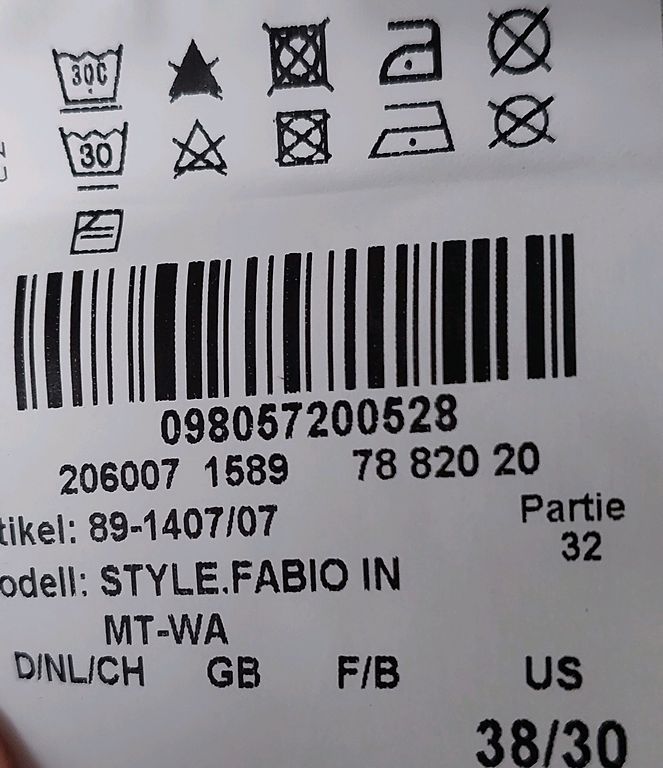 30C
30
098057200528
206007 1589 78 820 20
tikel: 89-1407/07 Partie
32
odell: STYLE.FABIO IN
MT-WA
D/NL/CH GB F/B US
38/30